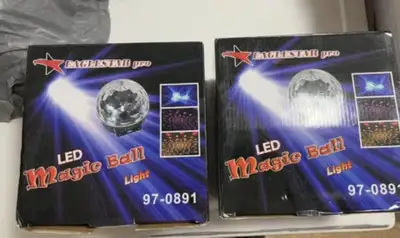 EAGLESTAR pro
LED
Magic Ball
Light
97-0891
EAGLESTAR pro
LED
Magic Ball
Light
97-0891